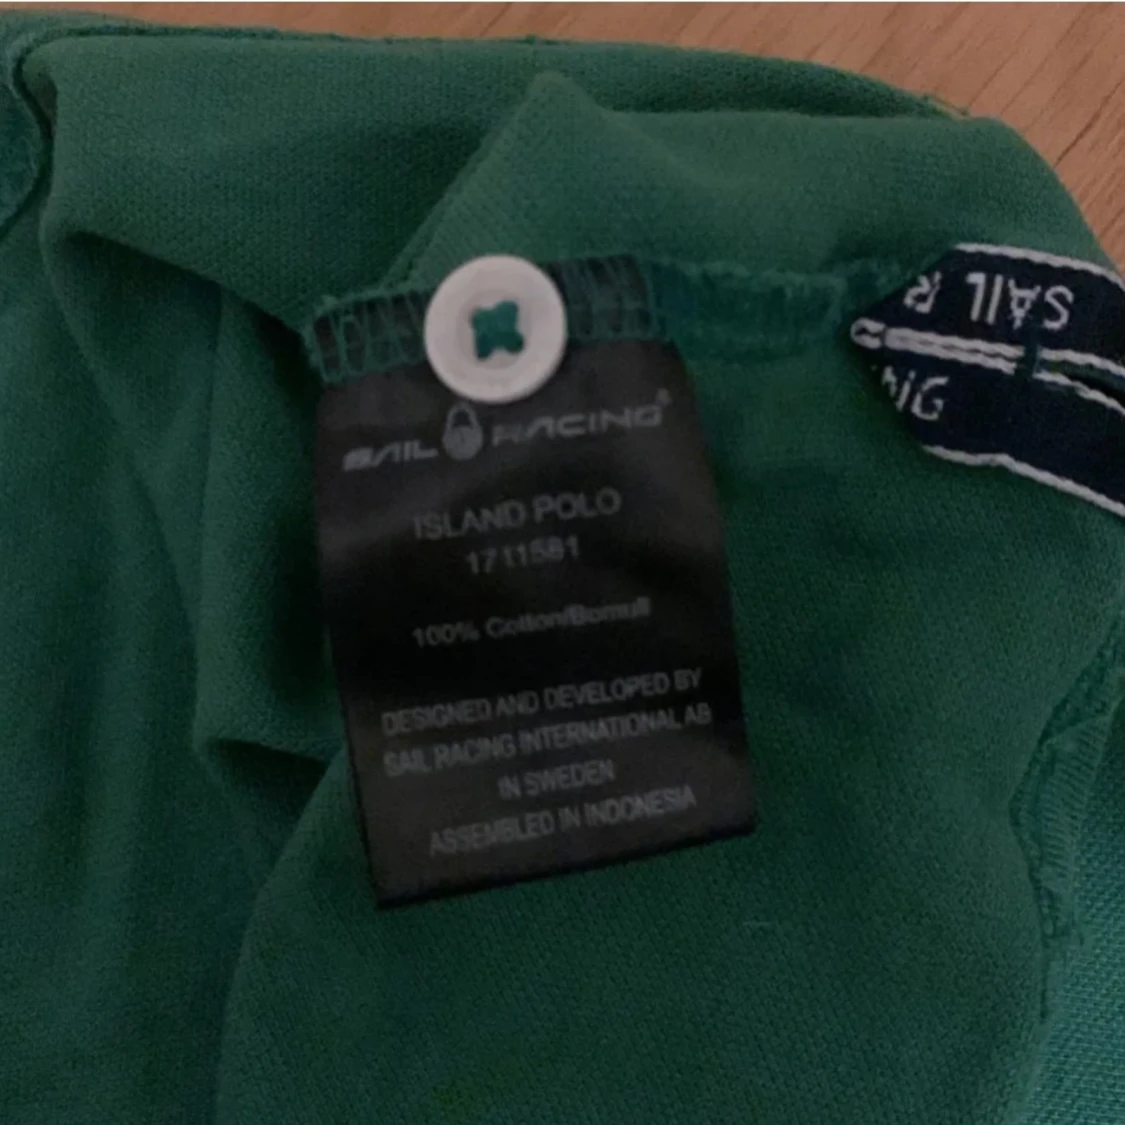 SAIL RACING®
ISLAND POLO
1711581
100% Cotton/Bomull
DESIGNED AND DEVELOPED BY
SAIL RACING INTERNATIONAL AB
IN SWEDEN
ASSEMBLED IN INDONESIA
SAIL R
NG